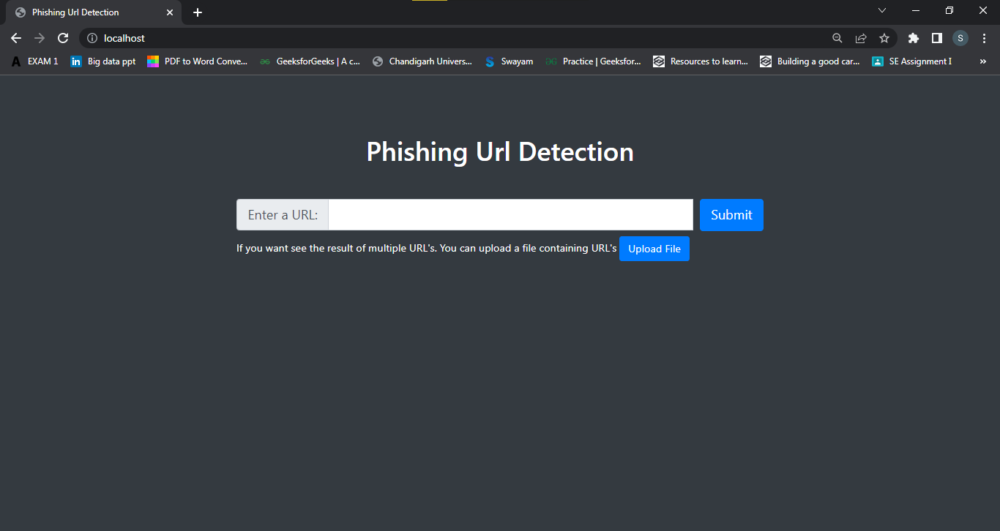 Phishing Url Detection
localhost
S
A EXAM 1 in Big data ppt PDF to Word Conve... GeeksforGeeks | A c... Chandigarh Univers... S Swayam Practice | Geeksfor... Resources to learn... Building a good car... SE Assignment I »
Phishing Url Detection
Enter a URL: Submit
If you want see the result of multiple URL's. You can upload a file containing URL's Upload File